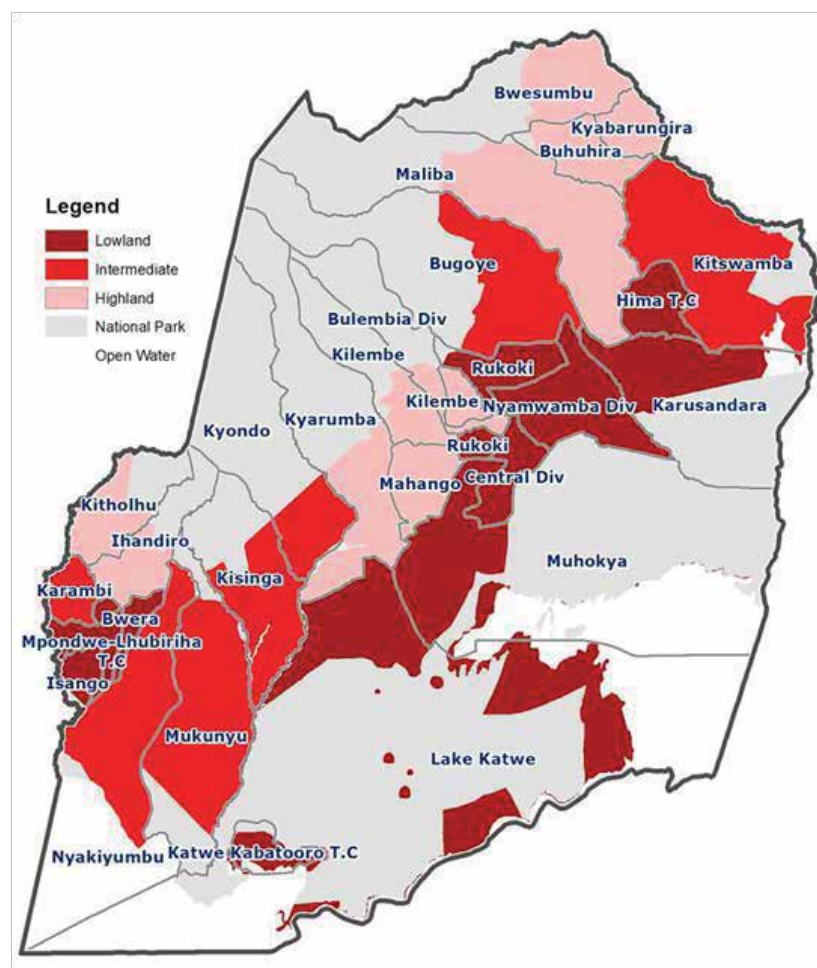 Bwesumbu
Kyabarungira
Buhuhira
Maliba
Legend
Lowland
Intermediate
Highland
National Park
Open Water
Bugoye
Kitswamba
Hima T.C
Bulembia Div
Kilembe
Rukoki
Kilembe
Nyamwamba Div
Karusandara
Kyarumba
Kyondo
Rukoki
Mahango
Central Div
Kitholhu
Ihandiro
Muhokya
Karambi
Kisinga
Bwera
Mpondwe-Lhubiriha
T.C
Isango
Mukunyu
Lake Katwe
Nyakiyumbu
Katwe Kabatooro T.C